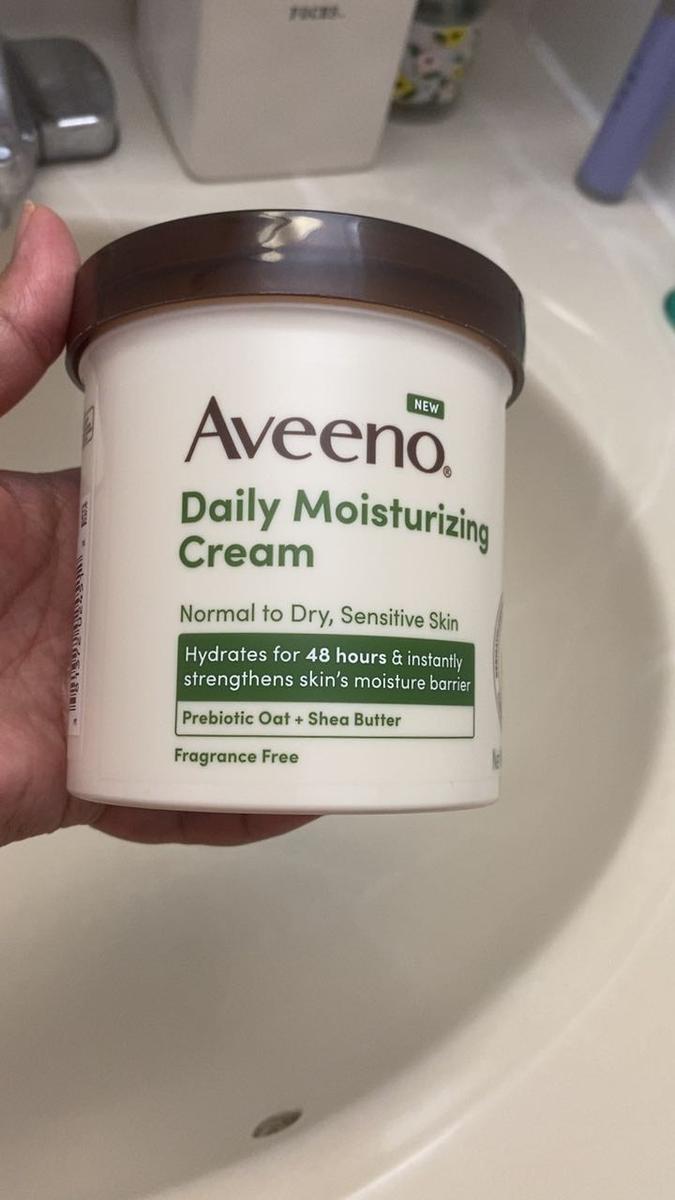 NEW
Aveeno®
Daily Moisturizing
Cream
Normal to Dry, Sensitive Skin
Hydrates for 48 hours & instantly
strengthens skin's moisture barrier
Prebiotic Oat + Shea Butter
Fragrance Free